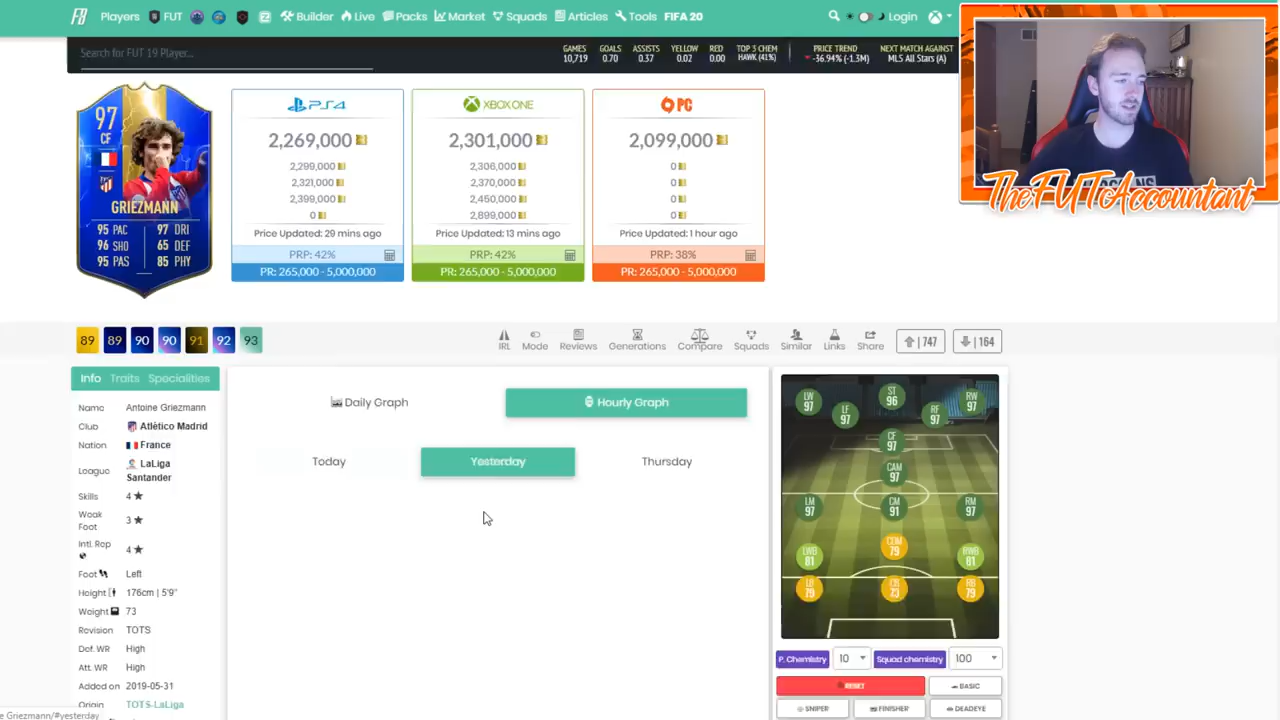 F8 Players FUT Builder Live Packs Market Squads Articles Tools FIFA 20 Login
Search for FUT 19 Player...
GAMES 10,719
GOALS 0.70
ASSISTS 0.37
YELLOW 0.02
RED 0.00
TOP 3 CHEM HAWK (41%)
PRICE TREND -36.94% (-1.3M)
NEXT MATCH AGAINST MLS All Stars (A)
TheFUTAccountant
97
CF
GRIEZMANN
95 PAC 97 DRI
96 SHO 65 DEF
95 PAS 85 PHY
PS4
2,269,000
2,299,000
2,321,000
2,399,000
0
Price Updated: 29 mins ago
PRP: 42%
PR: 265,000 - 5,000,000
XBOX ONE
2,301,000
2,306,000
2,370,000
2,450,000
2,899,000
Price Updated: 13 mins ago
PRP: 42%
PR: 265,000 - 5,000,000
PC
2,099,000
0
0
0
0
Price Updated: 1 hour ago
PRP: 38%
PR: 265,000 - 5,000,000
89 89 90 90 91 92 93
IRL Mode Reviews Generations Compare Squads Similar Links Share | 747 | 164
Info Traits Specialities
Name Antoine Griezmann
Club Atlético Madrid
Nation France
League LaLiga Santander
Skills 4
Weak Foot 3
Intl. Rep 4
Foot Left
Height 176cm | 5'9"
Weight 73
Revision TOTS
Def. WR High
Att. WR High
Added on 2019-05-31
Origin TOTS-LaLiga
Daily Graph Hourly Graph
Today Yesterday Thursday
LW 97
LF 97
ST 96
RF 97
RW 97
CF 97
CAM 97
LM 97
CM 91
RM 97
LWB 81
CDM 79
RWB 81
LB 79
CB 73
RB 79
P. Chemistry 10 Squad chemistry 100
RESET BASIC
SNIPER FINISHER DEADEYE
e Griezmann/#yesterday